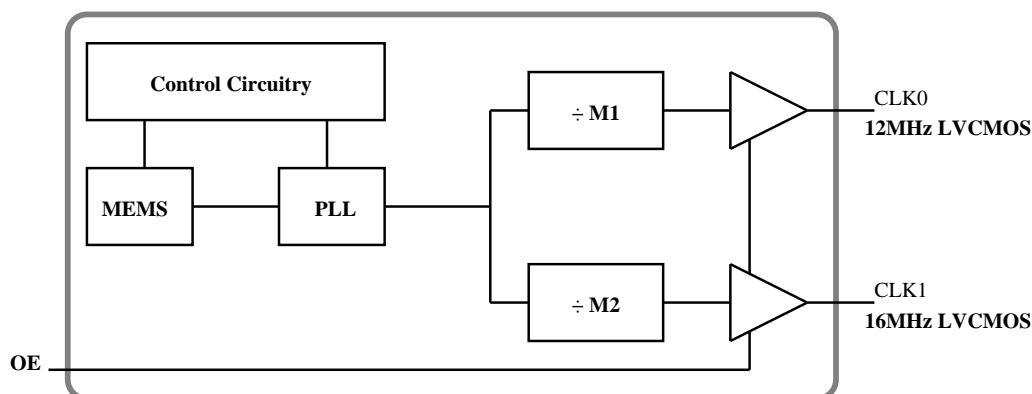 Control Circuitry
MEMS
PLL
÷ M1
÷ M2
CLK0
12MHz LVCMOS
CLK1
16MHz LVCMOS
OE